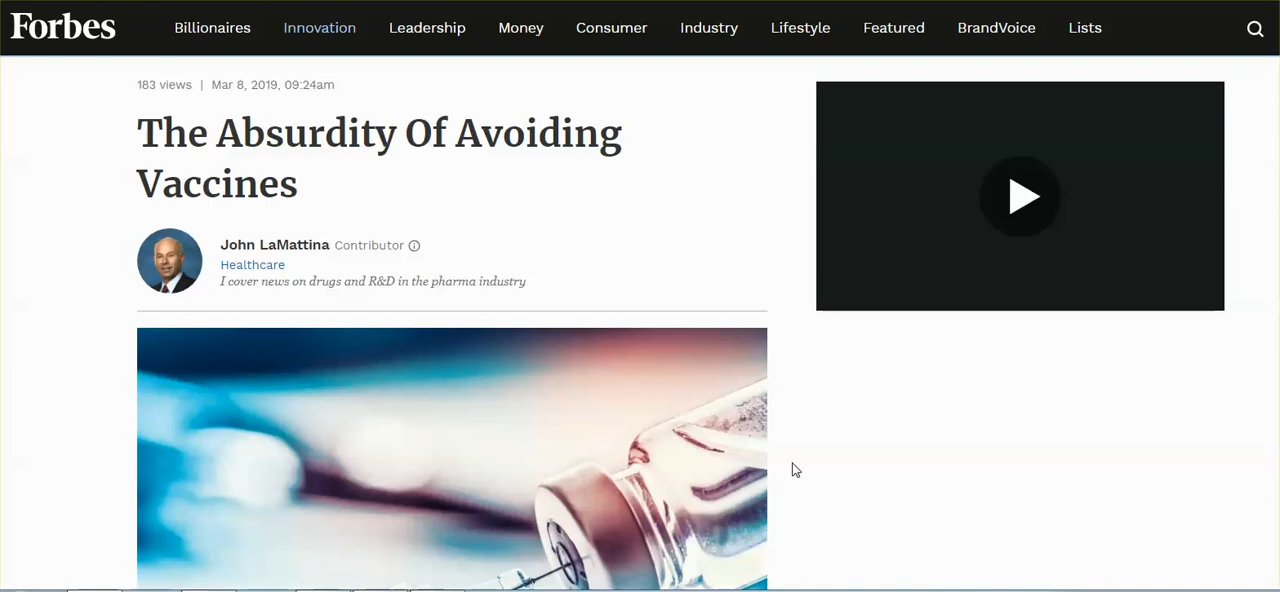 Forbes Billionaires Innovation Leadership Money Consumer Industry Lifestyle Featured BrandVoice Lists
183 views | Mar 8, 2019, 09:24am
The Absurdity Of Avoiding
Vaccines
John LaMattina Contributor
Healthcare
I cover news on drugs and R&D in the pharma industry